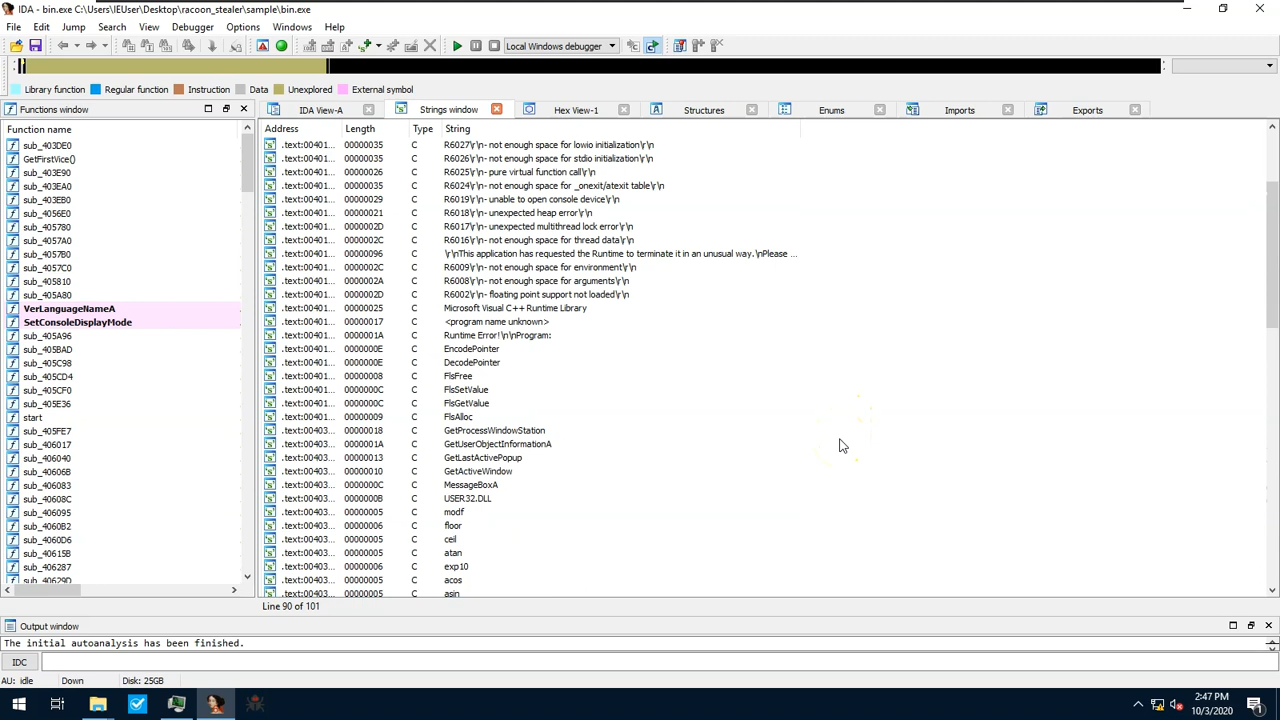 IDA - bin.exe C:\Users\IEUser\Desktop\racoon_stealer\sample\bin.exe
File Edit Jump Search View Debugger Options Windows Help
Local Windows debugger
Library function Regular function Instruction Data Unexplored External symbol
Functions window
IDA View-A Strings window Hex View-1 Structures Enums Imports Exports
Function name
sub_403DE0
GetFirstVice()
sub_403E90
sub_403EA0
sub_403EB0
sub_4056E0
sub_405780
sub_4057A0
sub_4057B0
sub_4057C0
sub_405810
sub_405A80
VerLanguageNameA
SetConsoleDisplayMode
sub_405A96
sub_405BAD
sub_405C98
sub_405CD4
sub_405CF0
sub_405E36
start
sub_405FE7
sub_406017
sub_406040
sub_40606B
sub_406083
sub_40608C
sub_406095
sub_4060B2
sub_4060D6
sub_40615B
sub_406287
sub_40629D
Address Length Type String
.text:00401... 00000035 C R6027\r\n- not enough space for lowio initialization\r\n
.text:00401... 00000035 C R6026\r\n- not enough space for stdio initialization\r\n
.text:00401... 00000026 C R6025\r\n- pure virtual function call\r\n
.text:00401... 00000035 C R6024\r\n- not enough space for _onexit/atexit table\r\n
.text:00401... 00000029 C R6019\r\n- unable to open console device\r\n
.text:00401... 00000021 C R6018\r\n- unexpected heap error\r\n
.text:00401... 0000002D C R6017\r\n- unexpected multithread lock error\r\n
.text:00401... 0000002C C R6016\r\n- not enough space for thread data\r\n
.text:00401... 00000096 C \r\nThis application has requested the Runtime to terminate it in an unusual way.\nPlease ...
.text:00401... 0000002C C R6009\r\n- not enough space for environment\r\n
.text:00401... 0000002A C R6008\r\n- not enough space for arguments\r\n
.text:00401... 0000002D C R6002\r\n- floating point support not loaded\r\n
.text:00401... 00000025 C Microsoft Visual C++ Runtime Library
.text:00401... 00000017 C <program name unknown>
.text:00401... 0000001A C Runtime Error!\n\nProgram:
.text:00401... 0000000E C EncodePointer
.text:00401... 0000000E C DecodePointer
.text:00401... 00000008 C FlsFree
.text:00401... 0000000C C FlsSetValue
.text:00401... 0000000C C FlsGetValue
.text:00401... 00000009 C FlsAlloc
.text:00403... 00000018 C GetProcessWindowStation
.text:00403... 0000001A C GetUserObjectInformationA
.text:00403... 00000013 C GetLastActivePopup
.text:00403... 00000010 C GetActiveWindow
.text:00403... 0000000C C MessageBoxA
.text:00403... 0000000B C USER32.DLL
.text:00403... 00000005 C modf
.text:00403... 00000006 C floor
.text:00403... 00000005 C ceil
.text:00403... 00000005 C atan
.text:00403... 00000006 C exp10
.text:00403... 00000005 C acos
.text:00403... 00000005 C asin
Line 90 of 101
Output window
The initial autoanalysis has been finished.
IDC
AU: idle Down Disk: 25GB
2:47 PM
10/3/2020
1